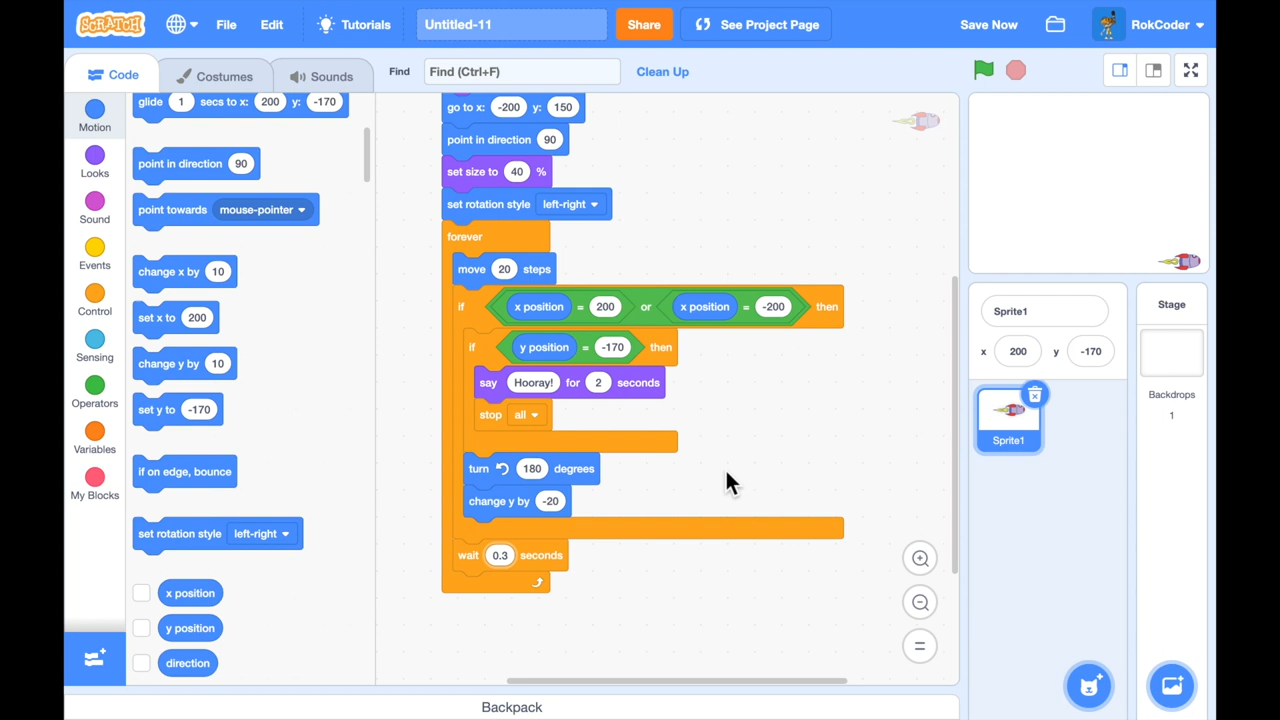 SCRATCH File Edit Tutorials Untitled-11 Share See Project Page Save Now RokCoder
Code Costumes Sounds Find Find (Ctrl+F) Clean Up
Motion
Looks
Sound
Events
Control
Sensing
Operators
Variables
My Blocks
glide 1 secs to x: 200 y: -170
point in direction 90
point towards mouse-pointer
change x by 10
set x to 200
change y by 10
set y to -170
if on edge, bounce
set rotation style left-right
x position
y position
direction
go to x: -200 y: 150
point in direction 90
set size to 40 %
set rotation style left-right
forever
move 20 steps
if x position = 200 or x position = -200 then
if y position = -170 then
say Hooray! for 2 seconds
stop all
turn 180 degrees
change y by -20
wait 0.3 seconds
Sprite1
x 200 y -170
Sprite1
Stage
Backdrops
1
Backpack